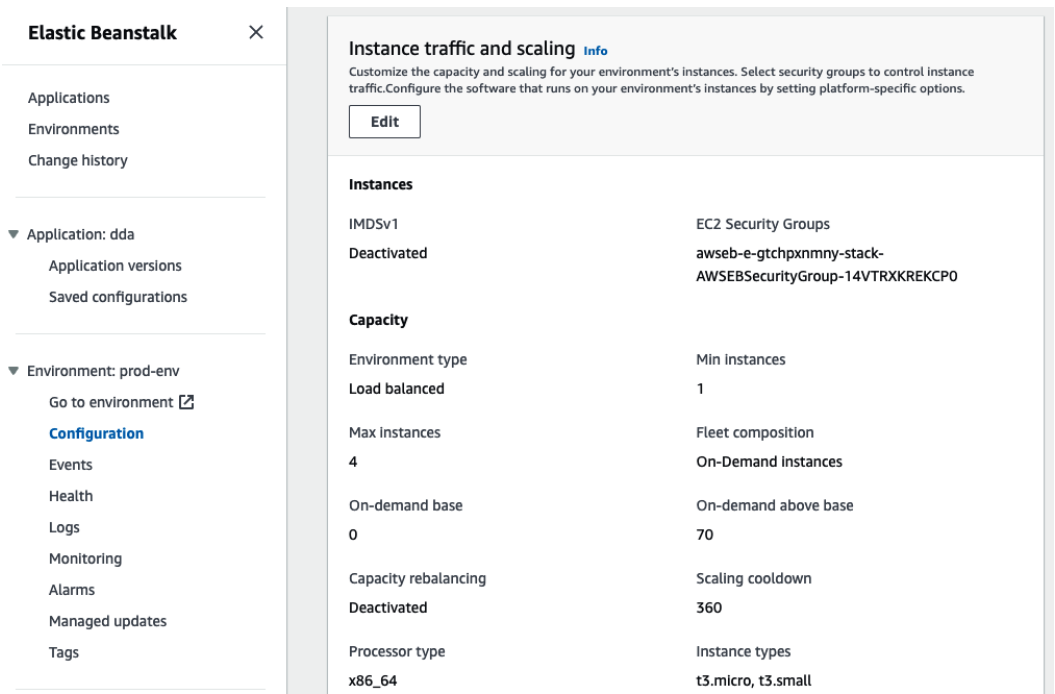 Elastic Beanstalk
Applications
Environments
Change history
Application: dda
Application versions
Saved configurations
Environment: prod-env
Go to environment
Configuration
Events
Health
Logs
Monitoring
Alarms
Managed updates
Tags
Instance traffic and scaling Info
Customize the capacity and scaling for your environment's instances. Select security groups to control instance
traffic.Configure the software that runs on your environment's instances by setting platform-specific options.
Edit
Instances
IMDSv1
Deactivated
EC2 Security Groups
awseb-e-gtchpxnmny-stack-
AWSEBSecurityGroup-14VTRXKREKCP0
Capacity
Environment type
Load balanced
Min instances
1
Max instances
4
Fleet composition
On-Demand instances
On-demand base
0
On-demand above base
70
Capacity rebalancing
Deactivated
Scaling cooldown
360
Processor type
x86_64
Instance types
t3.micro, t3.small